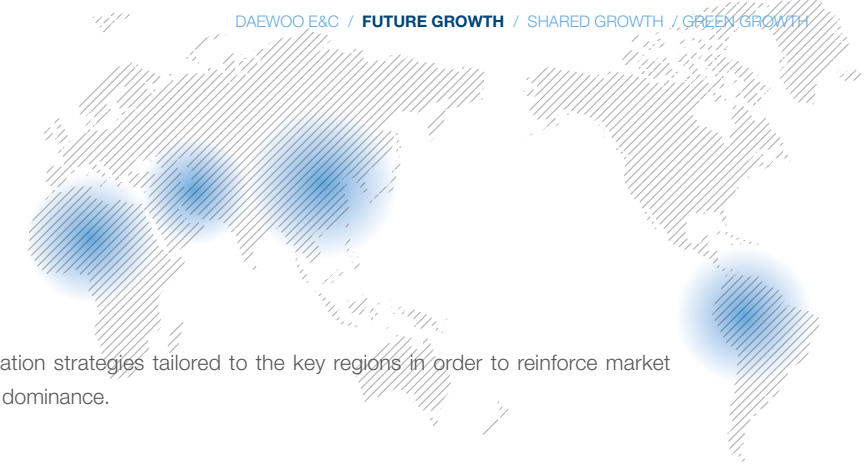 DAEWOO E&C / FUTURE GROWTH / SHARED GROWTH / GREEN GROWTH
ation strategies tailored to the key regions in order to reinforce market
dominance.